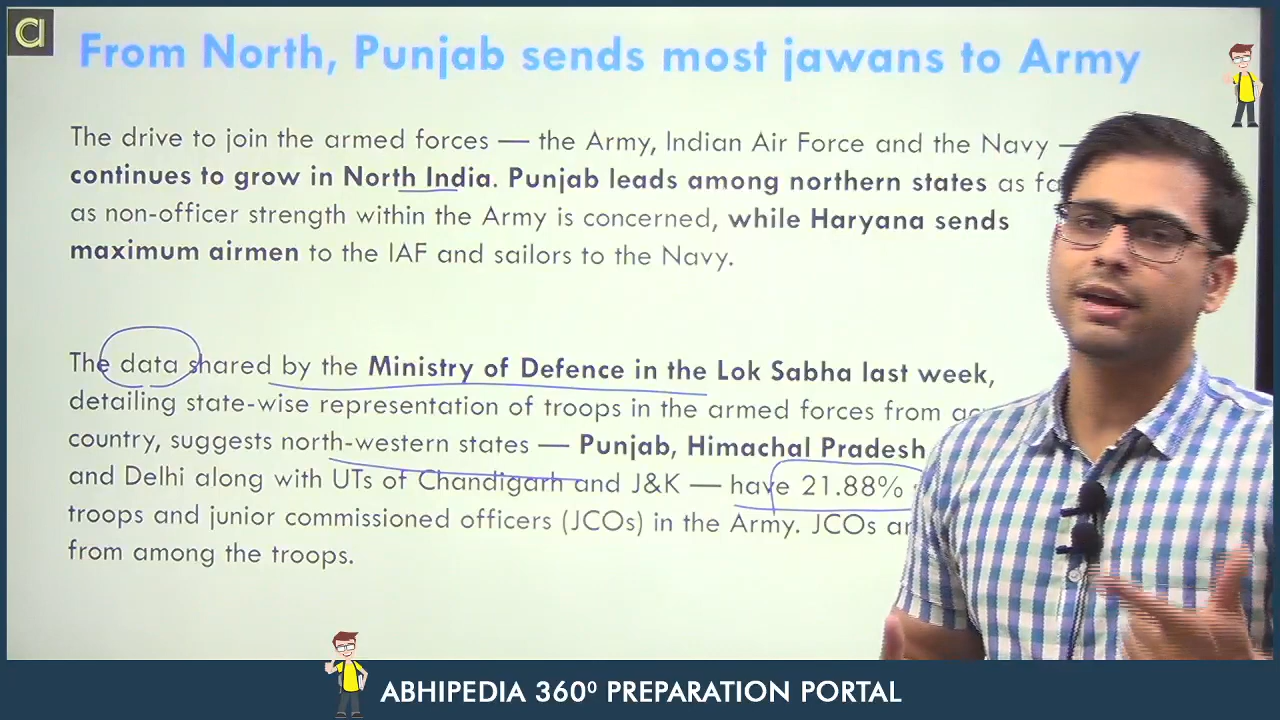 From North, Punjab sends most jawans to Army
The drive to join the armed forces — the Army, Indian Air Force and the Navy —
continues to grow in North India. Punjab leads among northern states as
as non-officer strength within the Army is concerned, while Haryana sends
maximum airmen to the IAF and sailors to the Navy.
The data shared by the Ministry of Defence in the Lok Sabha last week,
detailing state-wise representation of troops in the armed forces from
country, suggests north-western states — Punjab, Himachal Pradesh
and Delhi along with UTs of Chandigarh and J&K — have 21.88%
troops and junior commissioned officers (JCOs) in the Army. JCOs
from among the troops.
ABHIPEDIA 360⁰ PREPARATION PORTAL